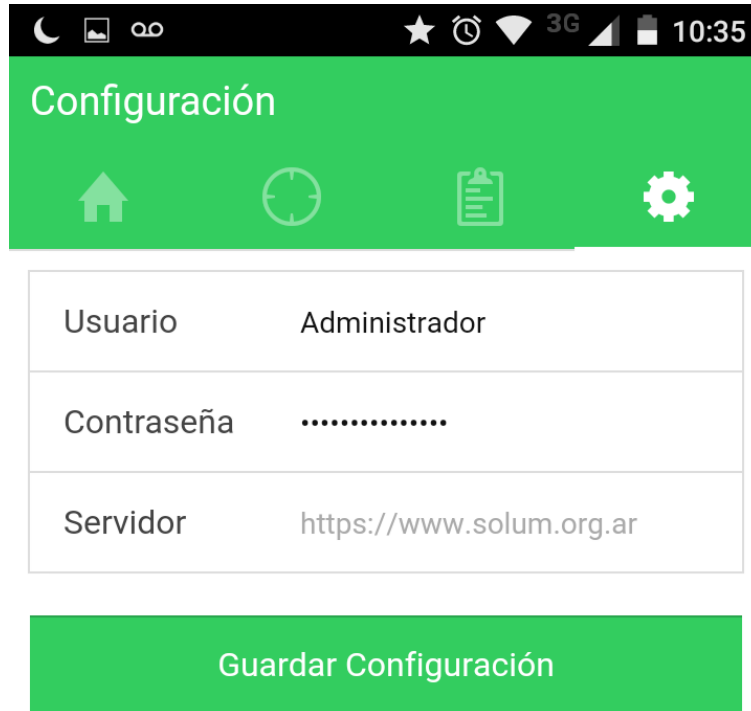 3G 10:35
Configuración
Usuario Administrador
Contraseña •••••••••••••••
Servidor https://www.solum.org.ar
Guardar Configuración